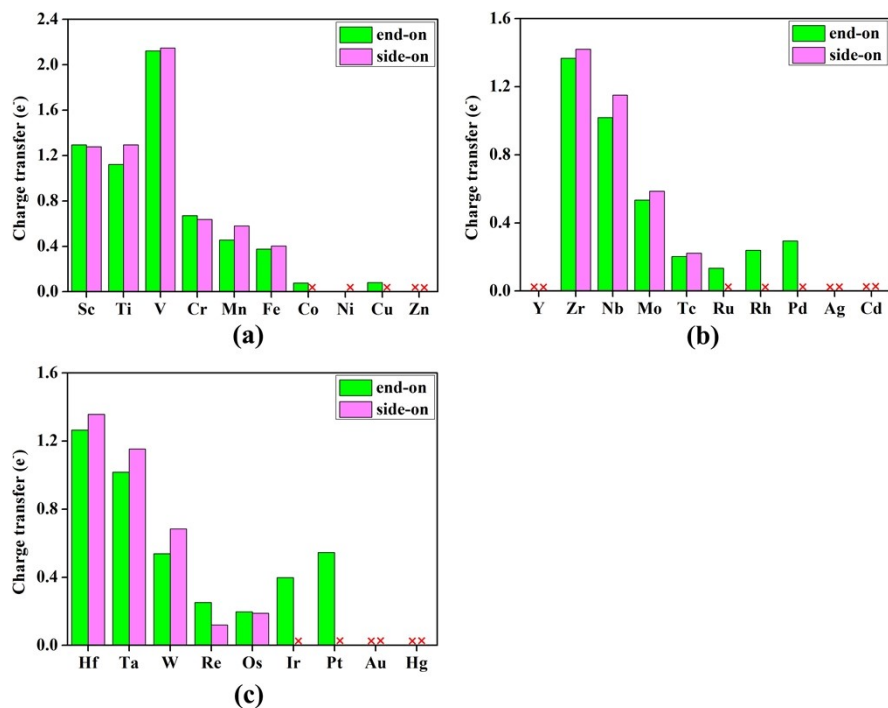 2.4
2.0
1.6
1.2
0.8
0.4
0.0
Charge transfer (e-)
end-on
side-on
Sc Ti V Cr Mn Fe Co Ni Cu Zn
(a)
1.6
1.2
0.8
0.4
0.0
Charge transfer (e-)
end-on
side-on
Y Zr Nb Mo Tc Ru Rh Pd Ag Cd
(b)
1.6
1.2
0.8
0.4
0.0
Charge transfer (e-)
end-on
side-on
Hf Ta W Re Os Ir Pt Au Hg
(c)